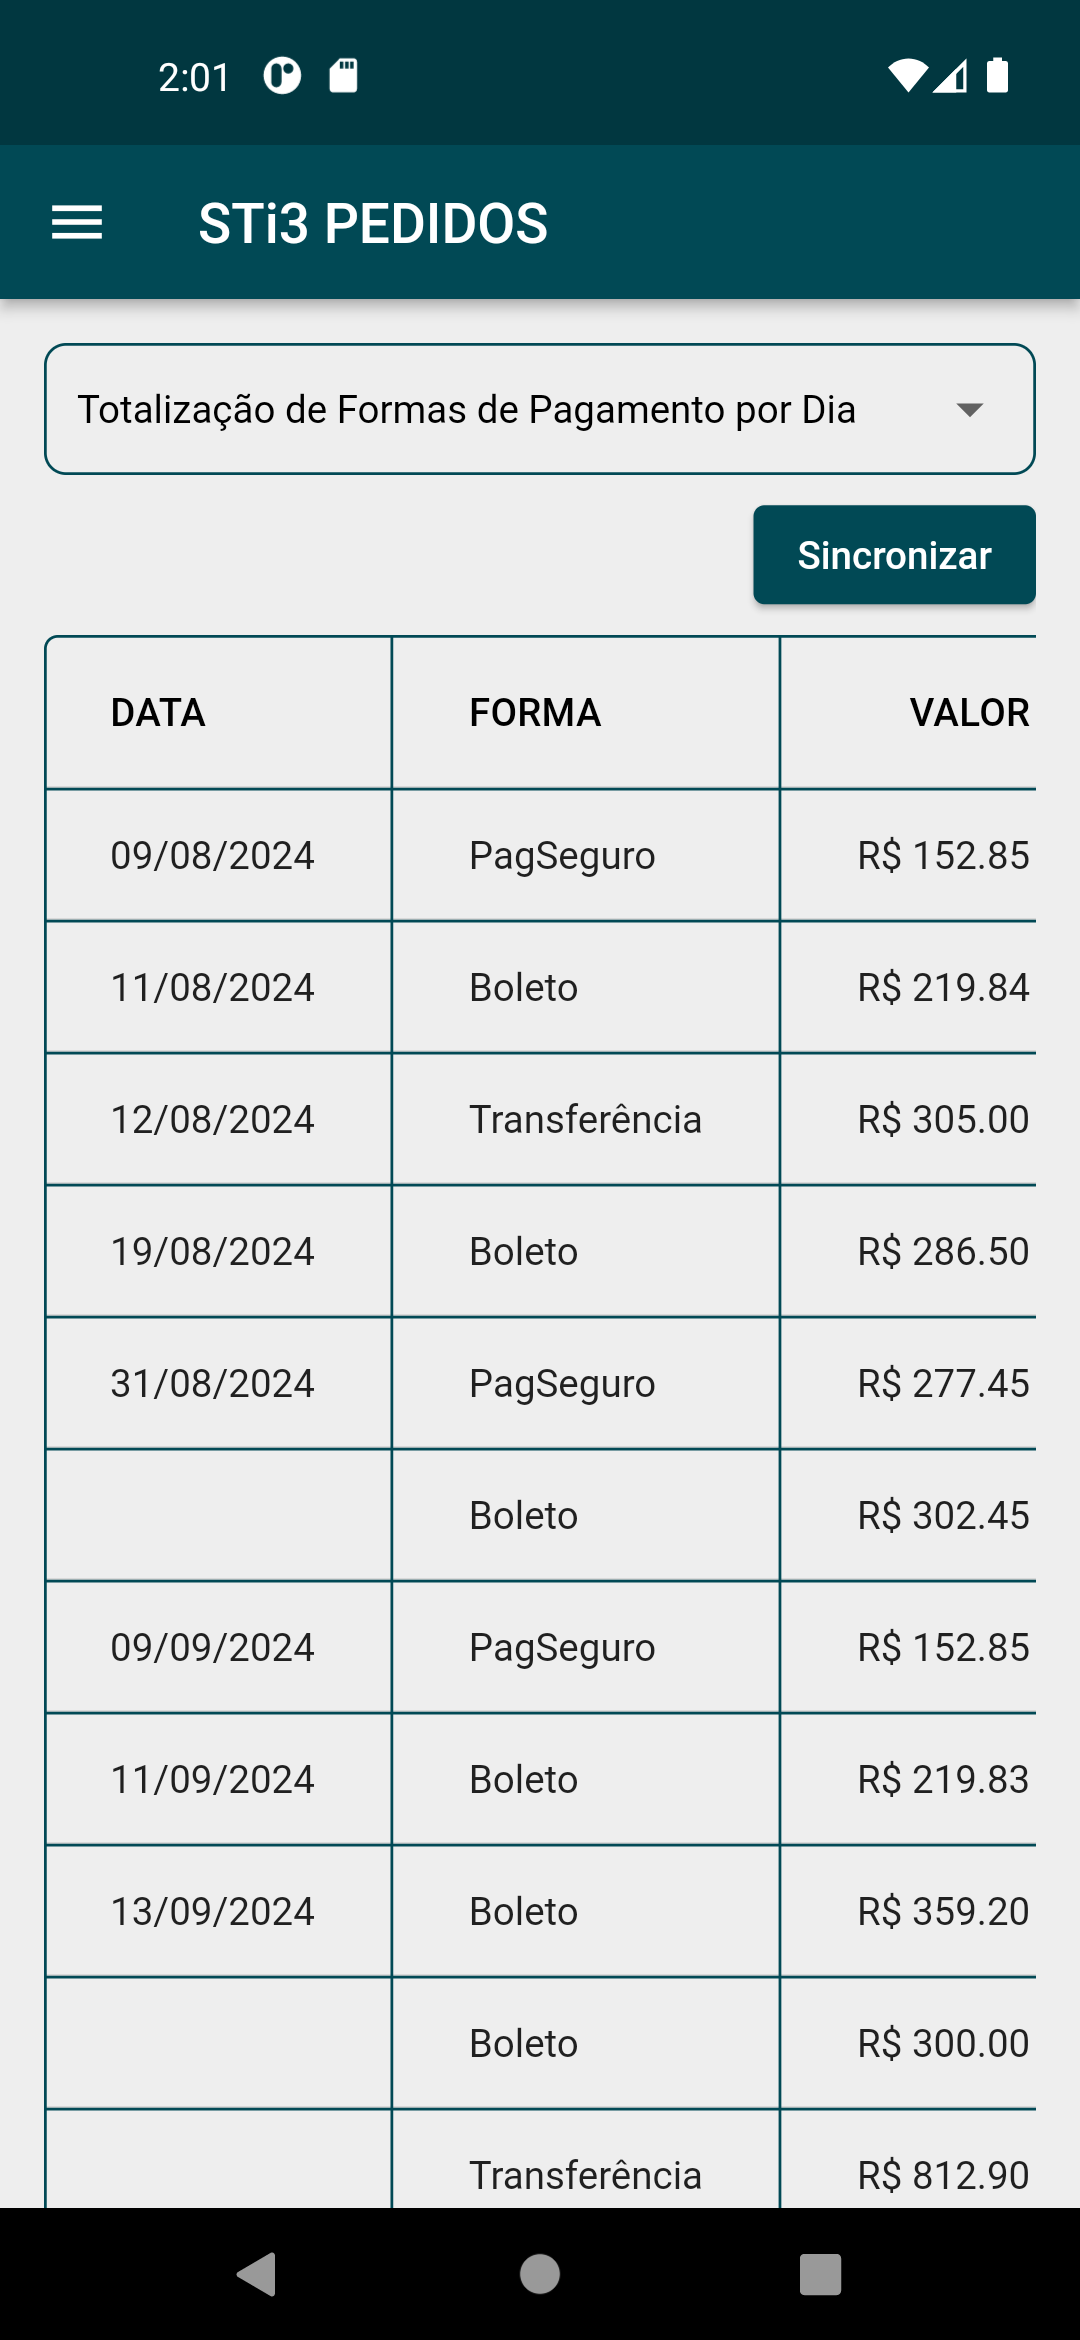 2:01
STi3 PEDIDOS
Totalização de Formas de Pagamento por Dia
Sincronizar
DATA FORMA VALOR
09/08/2024 PagSeguro R$ 152.85
11/08/2024 Boleto R$ 219.84
12/08/2024 Transferência R$ 305.00
19/08/2024 Boleto R$ 286.50
31/08/2024 PagSeguro R$ 277.45
Boleto R$ 302.45
09/09/2024 PagSeguro R$ 152.85
11/09/2024 Boleto R$ 219.83
13/09/2024 Boleto R$ 359.20
Boleto R$ 300.00
Transferência R$ 812.90